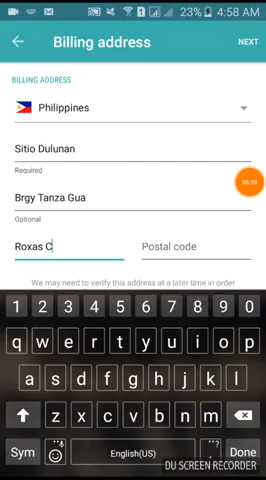 23% 4:58 AM
Billing address NEXT
BILLING ADDRESS
Philippines
Sitio Dulunan
Required
Brgy Tanza Gua
Optional
06:59
Roxas C Postal code
We may need to verify this address at a later time in order
1 2 3 4 5 6 7 8 9 0
q w e r t y u i o p
a s d f g h j k l
z x c v b n m
Sym English(US) .,? Done
DU SCREEN RECORDER